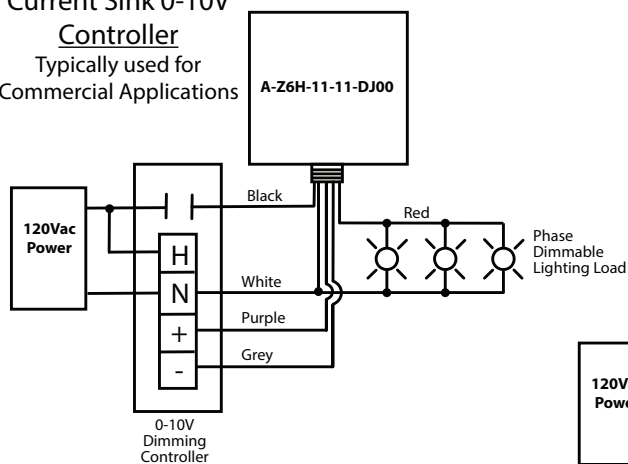 Current Sink 0-10V
Controller
Typically used for
Commercial Applications
A-Z6H-11-11-DJ00
Black
Red
120Vac
Power
H
Phase
Dimmable
Lighting Load
N
White
+
Purple
-
Grey
0-10V
Dimming
Controller